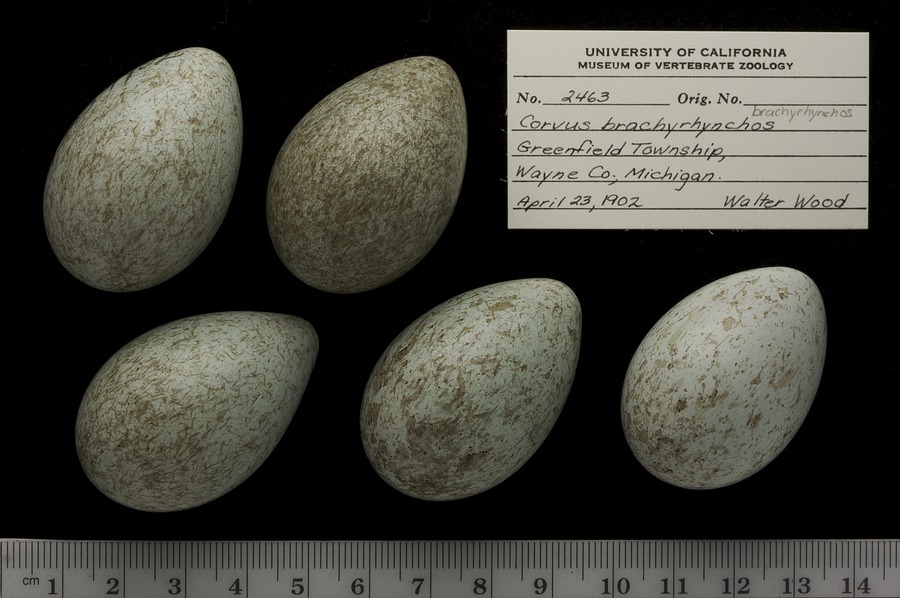 UNIVERSITY OF CALIFORNIA
MUSEUM OF VERTEBRATE ZOOLOGY
No. 2463 Orig. No.
brachyrhynchos
Corvus brachyrhynchos
Greenfield Township,
Wayne Co., Michigan.
April 23, 1902 Walter Wood
cm 1 2 3 4 5 6 7 8 9 10 11 12 13 14